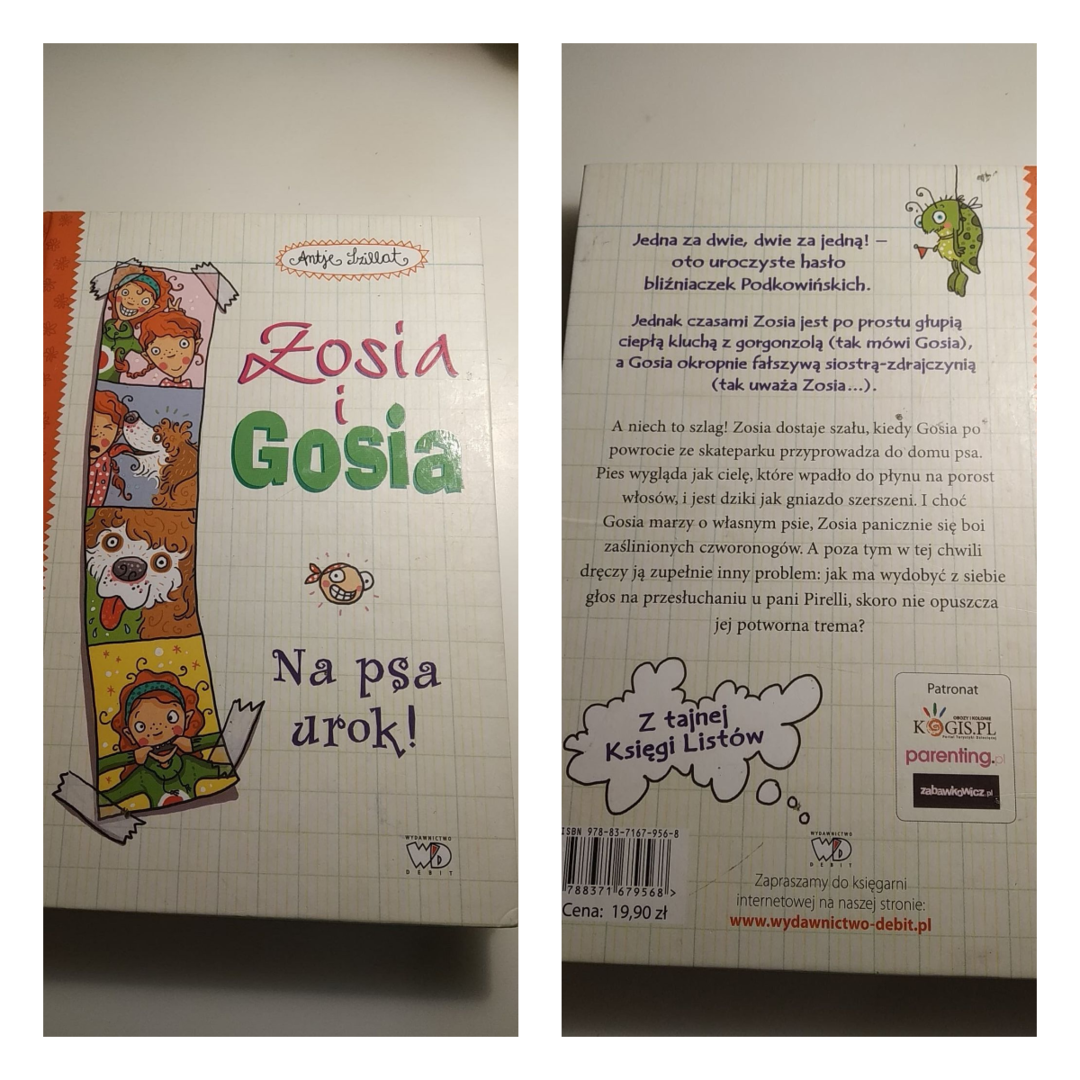 Antje Szillat
Zosia
i
Gosia
Na psa
urok!
WYDAWNICTWO
WD
DEBIT
Jedna za dwie, dwie za jedną! –
oto uroczyste hasło
bliźniaczek Podkowińskich.
Jednak czasami Zosia jest po prostu głupią
ciepłą kluchą z gorgonzolą (tak mówi Gosia),
a Gosia okropnie fałszywą siostrą-zdrajczynią
(tak uważa Zosia...).
A niech to szlag! Zosia dostaje szału, kiedy Gosia po
powrocie ze skateparku przyprowadza do domu psa.
Pies wygląda jak cielę, które wpadło do płynu na porost
włosów, i jest dziki jak gniazdo szerszeni. I choć
Gosia marzy o własnym psie, Zosia panicznie się boi
zaślinionych czworonogów. A poza tym w tej chwili
dręczy ją zupełnie inny problem: jak ma wydobyć z siebie
głos na przesłuchaniu u pani Pirelli, skoro nie opuszcza
jej potworna trema?
Z tajnej
Księgi Listów
Patronat
OBOZY I KOLONIE
KOGIS.PL
parenting.pl
zabawkowicz.pl
ISBN 978-83-7167-956-8
788371 679568 >
Cena: 19,90 zł
WYDAWNICTWO
WD
DEBIT
Zapraszamy do księgarni
internetowej na naszej stronie:
www.wydawnictwo-debit.pl